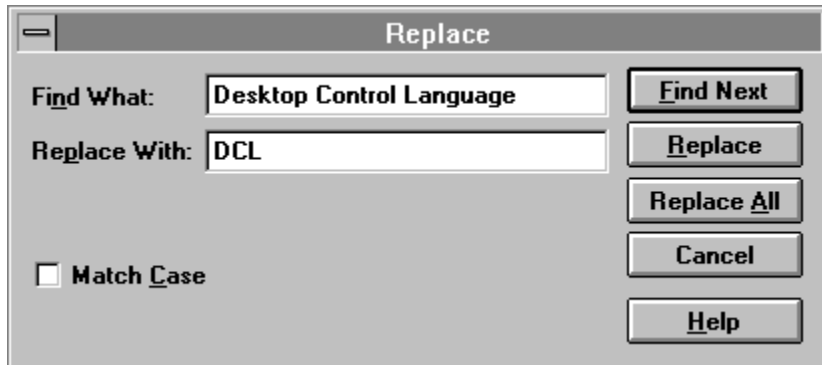 Replace
Find What: Desktop Control Language
Find Next
Replace With: DCL
Replace
Replace All
Cancel
Match Case
Help